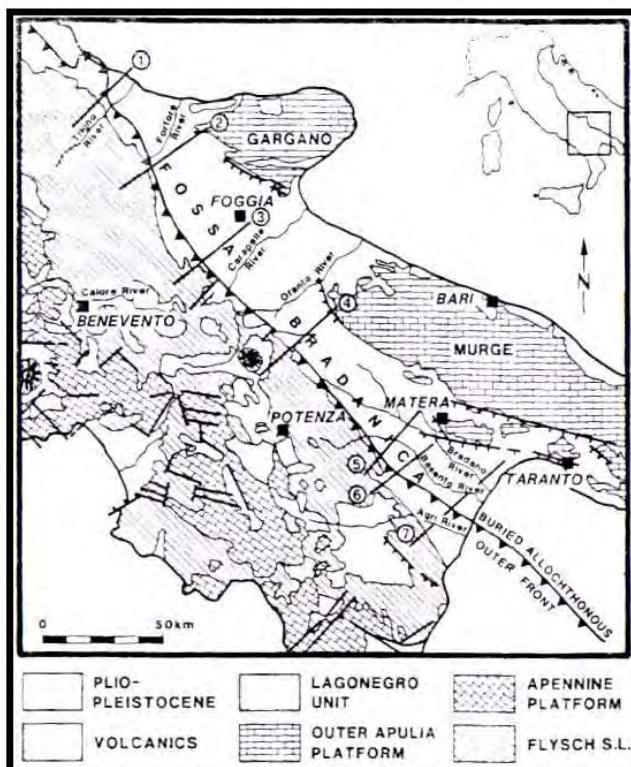 1
Trigno River
Fortore River
2
GARGANO
FOSSA
FOGGIA
3
Carapelle River
Ofanto River
4
BARI
Calore River
BENEVENTO
BRADANICA
MURGE
MATERA
POTENZA
5
Bradano River
Basento River
TARANTO
6
Agri River
7
BURIED ALLOCHTHONOUS
OUTER FRONT
N
0 50km
PLIO-
PLEISTOCENE
LAGONEGRO
UNIT
APENNINE
PLATFORM
VOLCANICS
OUTER APULIA
PLATFORM
FLYSCH S.L.